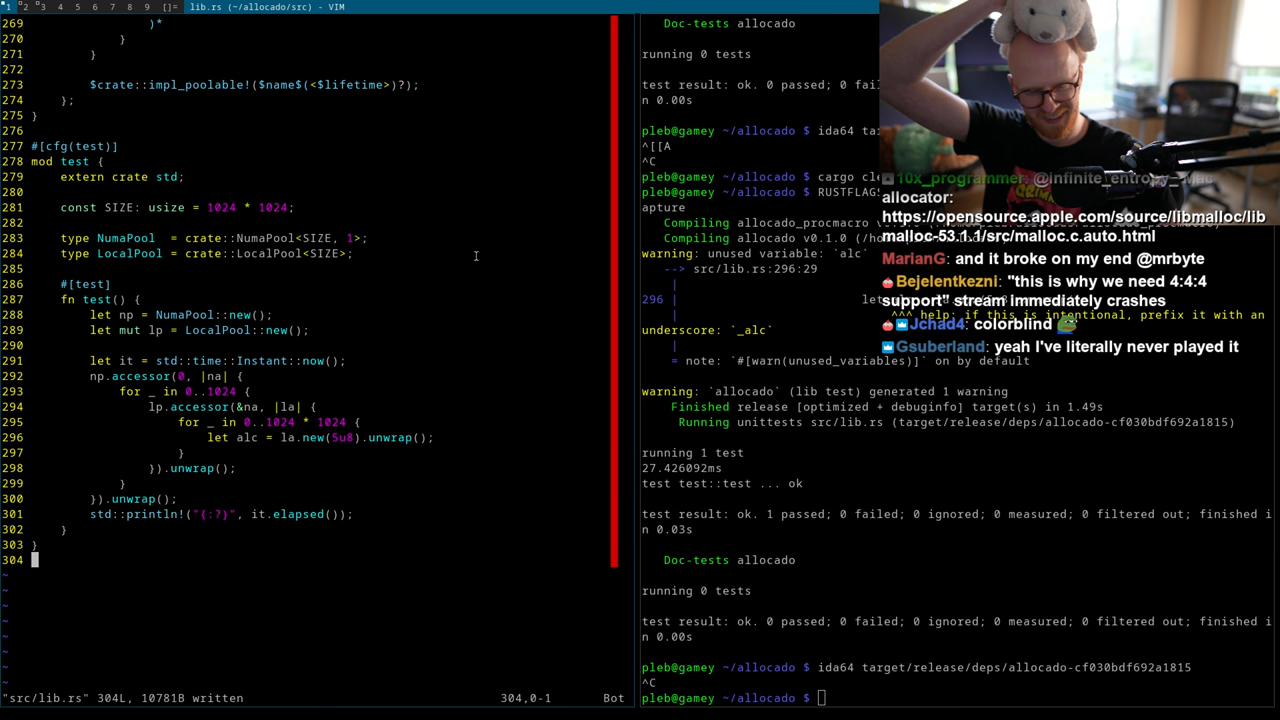 1 2 3 4 5 6 7 8 9 []= lib.rs (~/allocado/src) - VIM
269 )*
270 }
271 }
272
273 $crate::impl_poolable!($name$(<$lifetime>)?);
274 };
275 }
276
277 #[cfg(test)]
278 mod test {
279 extern crate std;
280
281 const SIZE: usize = 1024 * 1024;
282
283 type NumaPool = crate::NumaPool<SIZE, 1>;
284 type LocalPool = crate::LocalPool<SIZE>;
285
286 #[test]
287 fn test() {
288 let np = NumaPool::new();
289 let mut lp = LocalPool::new();
290
291 let it = std::time::Instant::now();
292 np.accessor(0, |na| {
293 for _ in 0..1024 {
294 lp.accessor(&na, |la| {
295 for _ in 0..1024 * 1024 {
296 let alc = la.new(5u8).unwrap();
297 }
298 }).unwrap();
299 }
300 }).unwrap();
301 std::println!("{:?}", it.elapsed());
302 }
303 }
304
~
~
~
~
~
~
~
~
"src/lib.rs" 304L, 10781B written 304,0-1 Bot
Doc-tests allocado
running 0 tests
test result: ok. 0 passed; 0 fail
n 0.00s
pleb@gamey ~/allocado $ ida64 tar
^[[A
^C
pleb@gamey ~/allocado $ cargo cle
pleb@gamey ~/allocado $ RUSTFLAGS
apture
Compiling allocado_procmacro
Compiling allocado v0.1.0
warning: unused variable: `alc`
--> src/lib.rs:296:29
|
296 | let
| ^^^ help: if this is intentional, prefix it with an
underscore: `_alc`
|
= note: `#[warn(unused_variables)]` on by default
warning: `allocado` (lib test) generated 1 warning
Finished release [optimized + debuginfo] target(s) in 1.49s
Running unittests src/lib.rs (target/release/deps/allocado-cf030bdf692a1815)
running 1 test
27.426092ms
test test::test ... ok
test result: ok. 1 passed; 0 failed; 0 ignored; 0 measured; 0 filtered out; finished i
n 0.03s
Doc-tests allocado
running 0 tests
test result: ok. 0 passed; 0 failed; 0 ignored; 0 measured; 0 filtered out; finished i
n 0.00s
pleb@gamey ~/allocado $ ida64 target/release/deps/allocado-cf030bdf692a1815
^C
pleb@gamey ~/allocado $
10x_programmer: @infinite_entropy_ Mac
allocator:
https://opensource.apple.com/source/libmalloc/lib
malloc-53.1.1/src/malloc.c.auto.html
MarianG: and it broke on my end @mrbyte
Bejelentkezni: "this is why we need 4:4:4
support" stream immediately crashes
Jchad4: colorblind
Gsuberland: yeah I've literally never played it